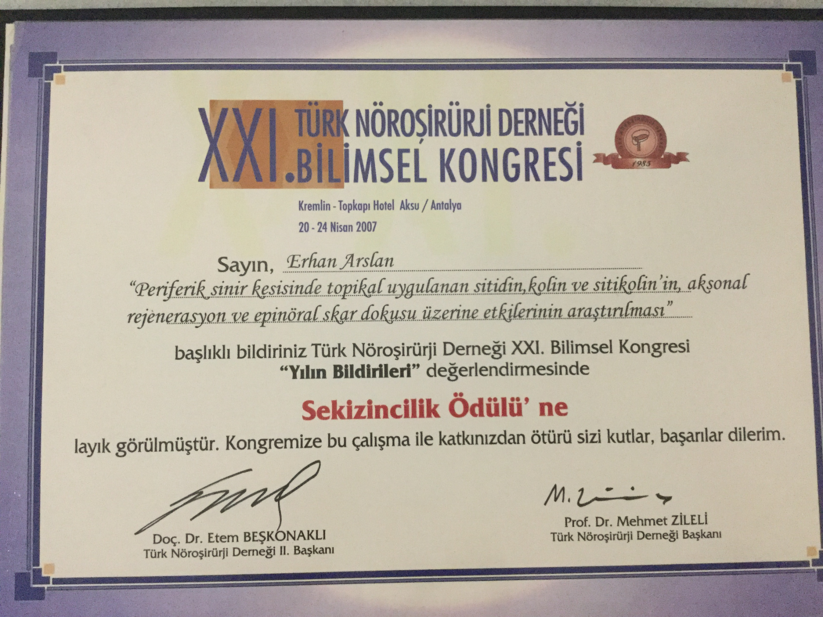 XXI. TÜRK NÖROŞİRÜRJİ DERNEĞİ
BİLİMSEL KONGRESİ
1985
Kremlin - Topkapı Hotel Aksu / Antalya
20 - 24 Nisan 2007
Sayın, Erhan Arslan
“Periferik sinir kesisinde topikal uygulanan sitidin,kolin ve sitikolin’in, aksonal
rejenerasyon ve epinöral skar dokusu üzerine etkilerinin araştırılması”
başlıklı bildiriniz Türk Nöroşirürji Derneği XXI. Bilimsel Kongresi
“Yılın Bildirileri” değerlendirmesinde
Sekizincilik Ödülü’ ne
layık görülmüştür. Kongremize bu çalışma ile katkınızdan ötürü sizi kutlar, başarılar dilerim.
Doç. Dr. Etem BEŞKONAKLI
Türk Nöroşirürji Derneği II. Başkanı
Prof. Dr. Mehmet ZİLELİ
Türk Nöroşirürji Derneği Başkanı